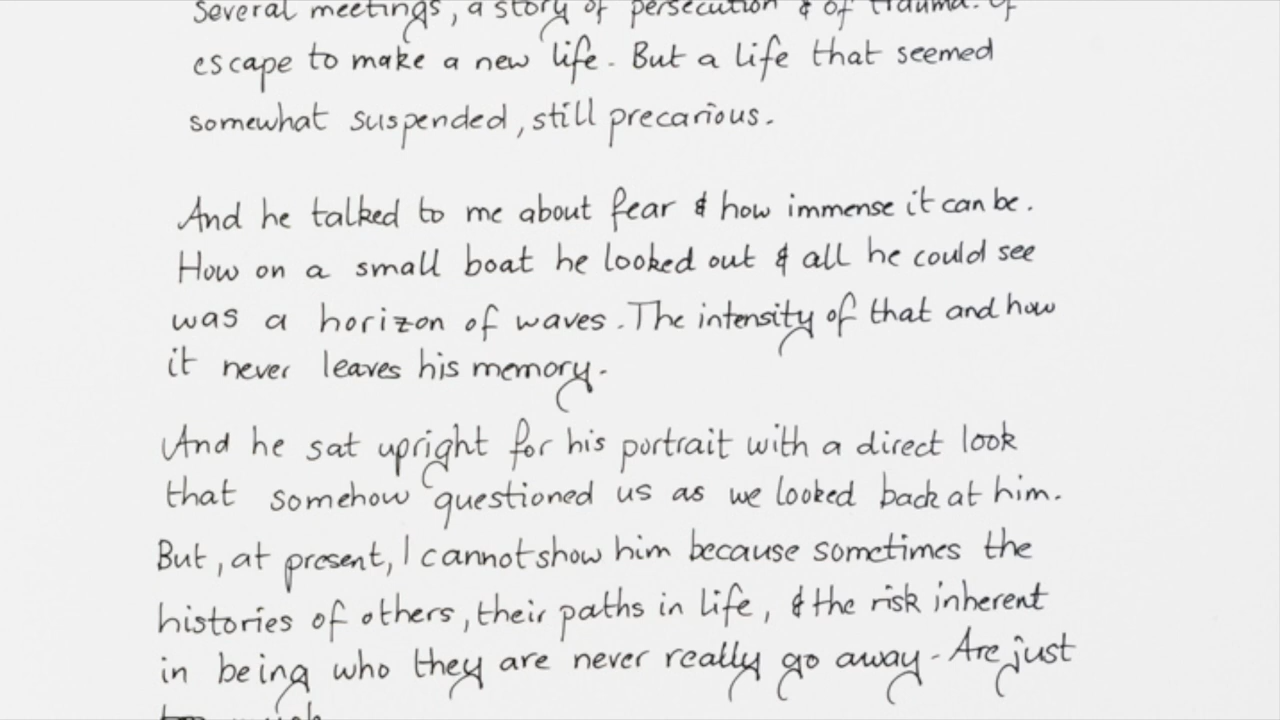 Several meetings, a story of persecution & of trauma. Of
escape to make a new life. But a life that seemed
somewhat suspended, still precarious.
And he talked to me about fear & how immense it can be.
How on a small boat he looked out & all he could see
was a horizon of waves. The intensity of that and how
it never leaves his memory.
And he sat upright for his portrait with a direct look
that somehow questioned us as we looked back at him.
But, at present, I cannot show him because sometimes the
histories of others, their paths in life, & the risk inherent
in being who they are never really go away. Are just
too much